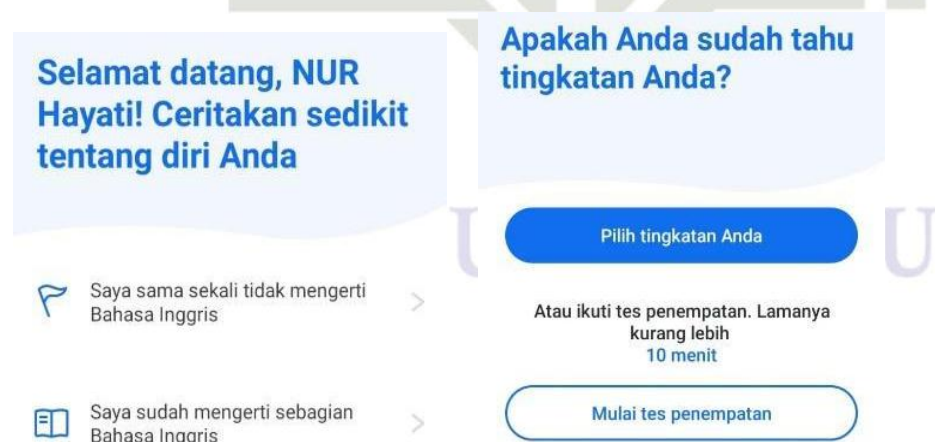 Selamat datang, NUR
Hayati! Ceritakan sedikit
tentang diri Anda
Saya sama sekali tidak mengerti
Bahasa Inggris
Saya sudah mengerti sebagian
Bahasa Inggris
Apakah Anda sudah tahu
tingkatan Anda?
Pilih tingkatan Anda
Atau ikuti tes penempatan. Lamanya
kurang lebih
10 menit
Mulai tes penempatan
U
U